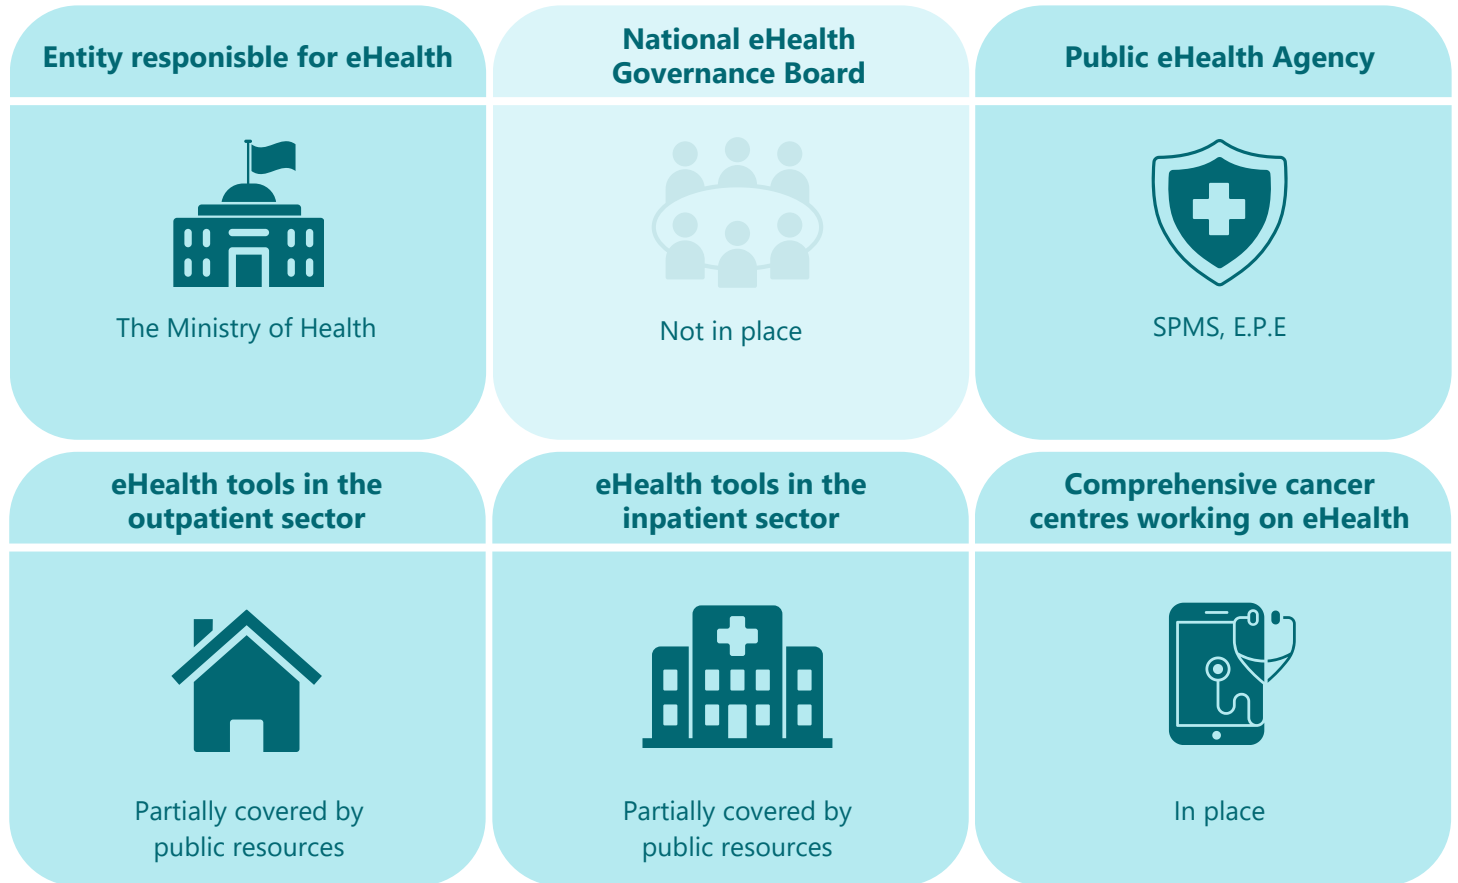 Entity responisble for eHealth
National eHealth
Governance Board
Public eHealth Agency
The Ministry of Health
Not in place
SPMS, E.P.E
eHealth tools in the
outpatient sector
eHealth tools in the
inpatient sector
Comprehensive cancer
centres working on eHealth
Partially covered by
public resources
Partially covered by
public resources
In place